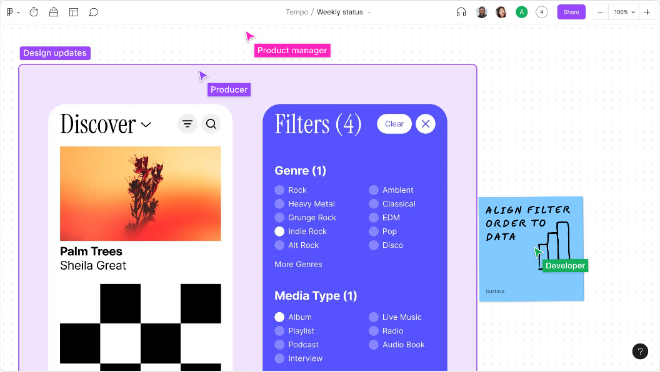 Tempo / Weekly status
A
4
Share
100%
Product manager
Design updates
Producer
Discover
Palm Trees
Sheila Great
Filters (4)
Clear
Genre (1)
Rock
Ambient
Heavy Metal
Classical
Grunge Rock
EDM
Indie Rock
Pop
Alt Rock
Disco
More Genres
Media Type (1)
Album
Live Music
Playlist
Radio
Podcast
Audio Book
Interview
ALIGN FILTER
ORDER TO
DATA
Developer
Gustavo
?